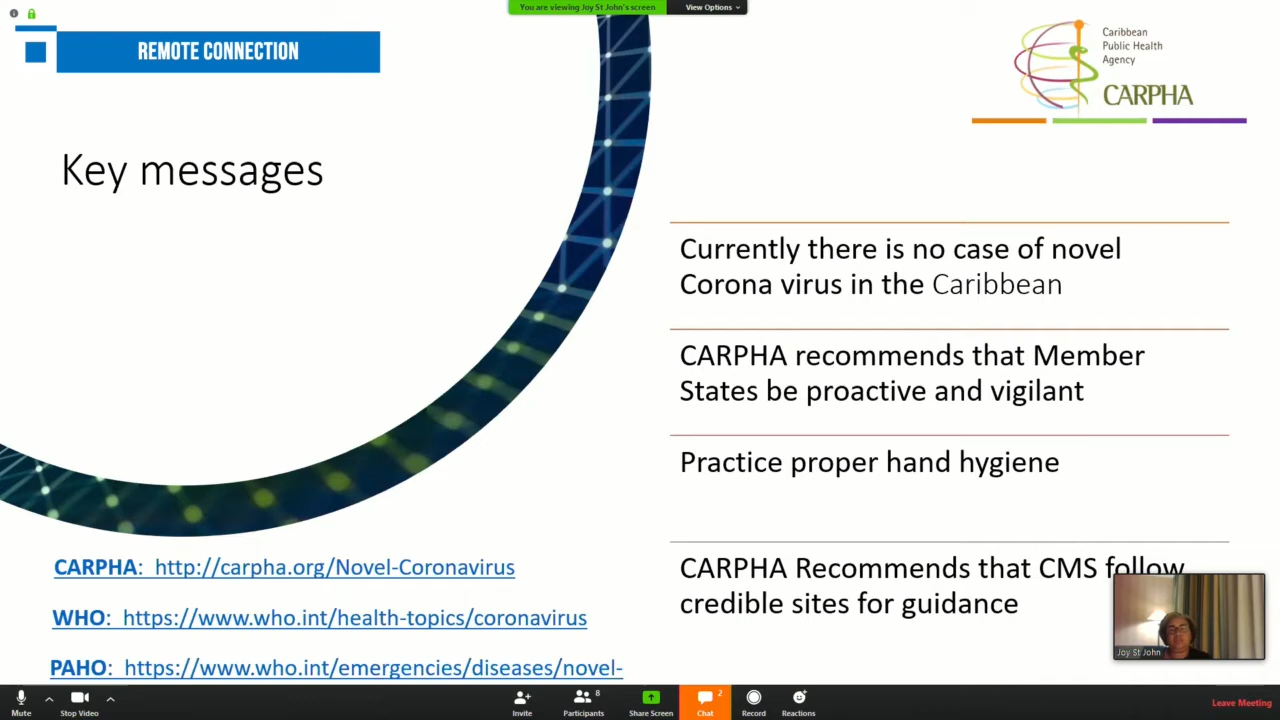 You are viewing Joy St John's screen
View Options
REMOTE CONNECTION
Caribbean
Public Health
Agency
CARPHA
Key messages
Currently there is no case of novel
Corona virus in the Caribbean
CARPHA recommends that Member
States be proactive and vigilant
Practice proper hand hygiene
CARPHA Recommends that CMS follow
credible sites for guidance
CARPHA: http://carpha.org/Novel-Coronavirus
WHO: https://www.who.int/health-topics/coronavirus
PAHO: https://www.who.int/emergencies/diseases/novel-
Joy St John
Mute
Stop Video
Invite
8
Participants
Share Screen
2
Chat
Record
Reactions
Leave Meeting